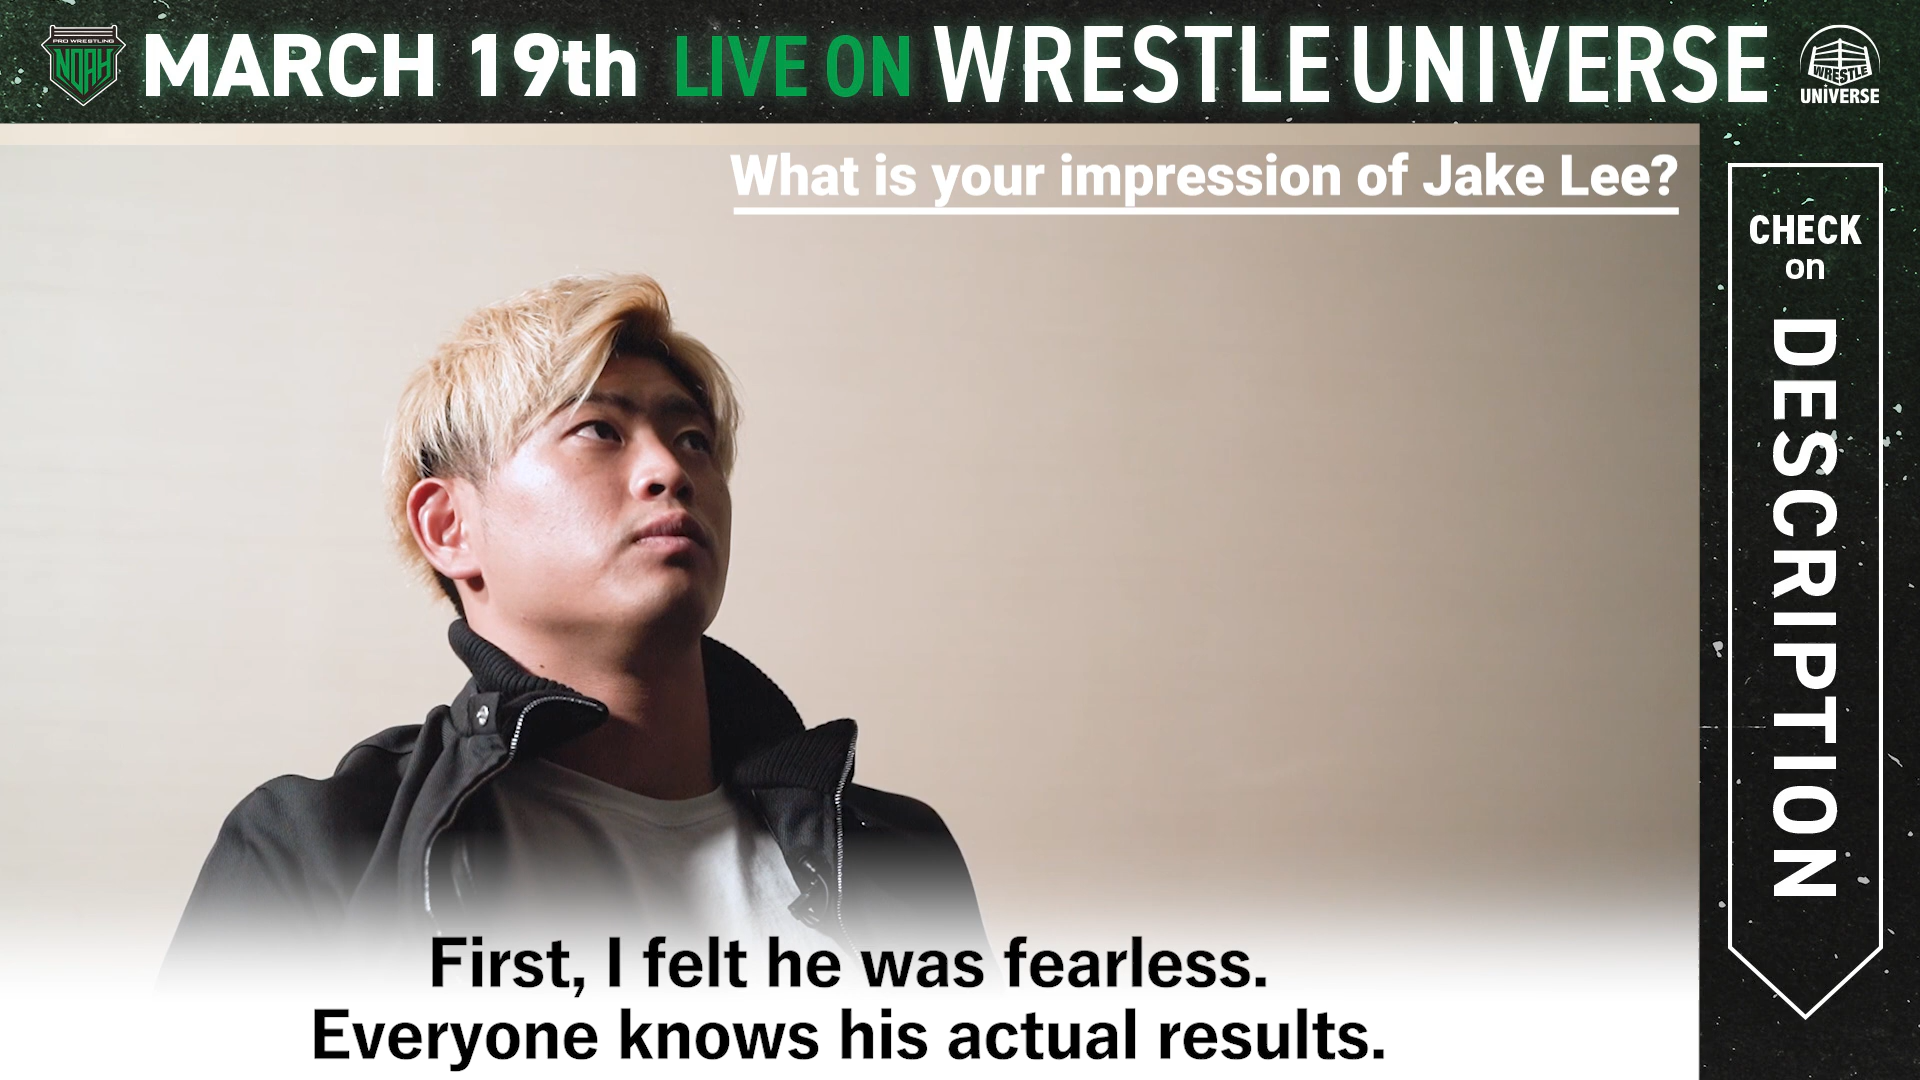 PRO WRESTLING
NOAH
MARCH 19th LIVE ON WRESTLE UNIVERSE
WRESTLE
UNIVERSE
What is your impression of Jake Lee?
CHECK
on
DESCRIPTION
First, I felt he was fearless.
Everyone knows his actual results.